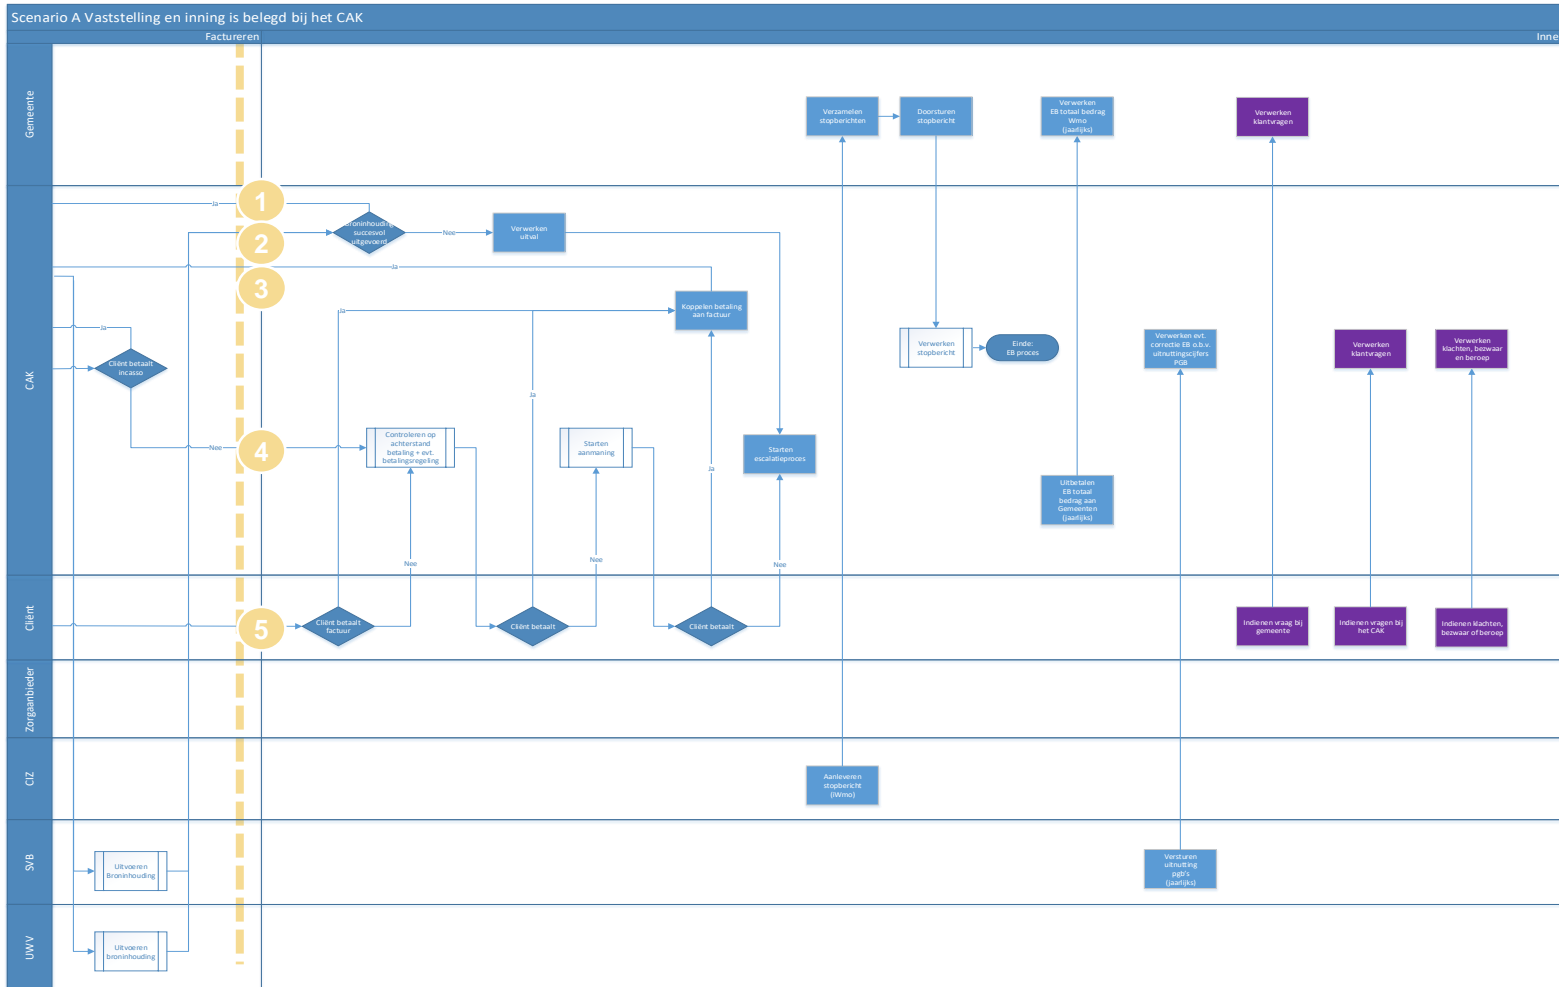 Scenario A Vaststelling en inning is belegd bij het CAK
Factureren
Inne
Gemeente
Verzamelen
stopberichten
Doorsturen
stopbericht
Verwerken
EB totaal bedrag
Wmo
(jaarlijks)
Verwerken
klantvragen
CAK
Ja
1
Broninhouding
succesvol
uitgevoerd
Nee
Verwerken
uitval
2
Ja
3
Ja
Koppelen betaling
aan factuur
Ja
Cliënt betaalt
incasso
Verwerken
stopbericht
Einde:
EB proces
Verwerken evt.
correctie EB o.b.v.
uitnuttingscijfers
PGB
Verwerken
klantvragen
Verwerken
klachten, bezwaar
en beroep
Ja
Nee
4
Controleren op
achterstand
betaling + evt.
betalingsregeling
Starten
aanmaning
Ja
Starten
escalatieproces
Uitbetalen
EB totaal
bedrag aan
Gemeenten
(jaarlijks)
Nee
Nee
Nee
Cliënt
5
Cliënt betaalt
factuur
Cliënt betaalt
Cliënt betaalt
Indienen vraag bij
gemeente
Indienen vragen bij
het CAK
Indienen klachten,
bezwaar of beroep
Zorgaanbieder
CIZ
Aanleveren
stopbericht
(iWmo)
SVB
Uitvoeren
Broninhouding
Versturen
uitnutting
pgb's
(jaarlijks)
UWV
Uitvoeren
broninhouding